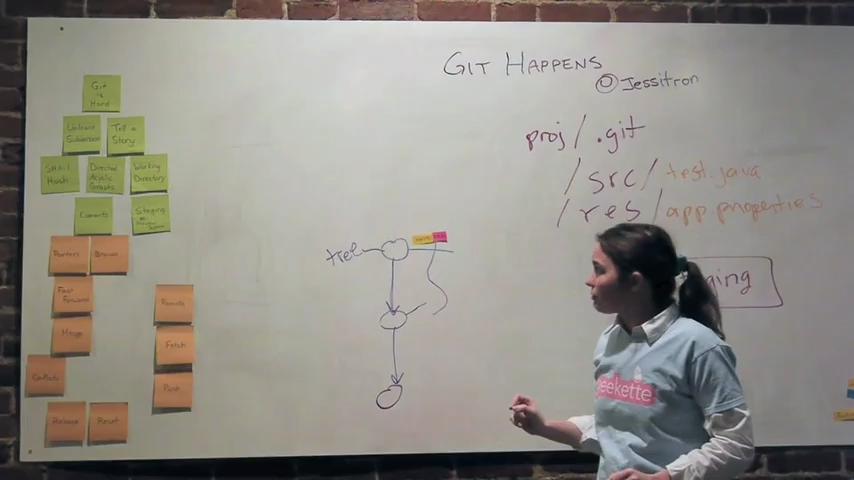 GIT HAPPENS
@Jessitron
proj/.git
/src/test.java
/res/app.properties
ging
Git
is
Hard
Unlearn
Subversion
Tell a
Story
SHA1
Hash
Directed
Acyclic
Graphs
Working
Directory
Commits
Staging
Pointers
Branch
Fast
Forward
Merge
Conflicts
Rebase
Reset
Remote
Fetch
Push
tree
eekette